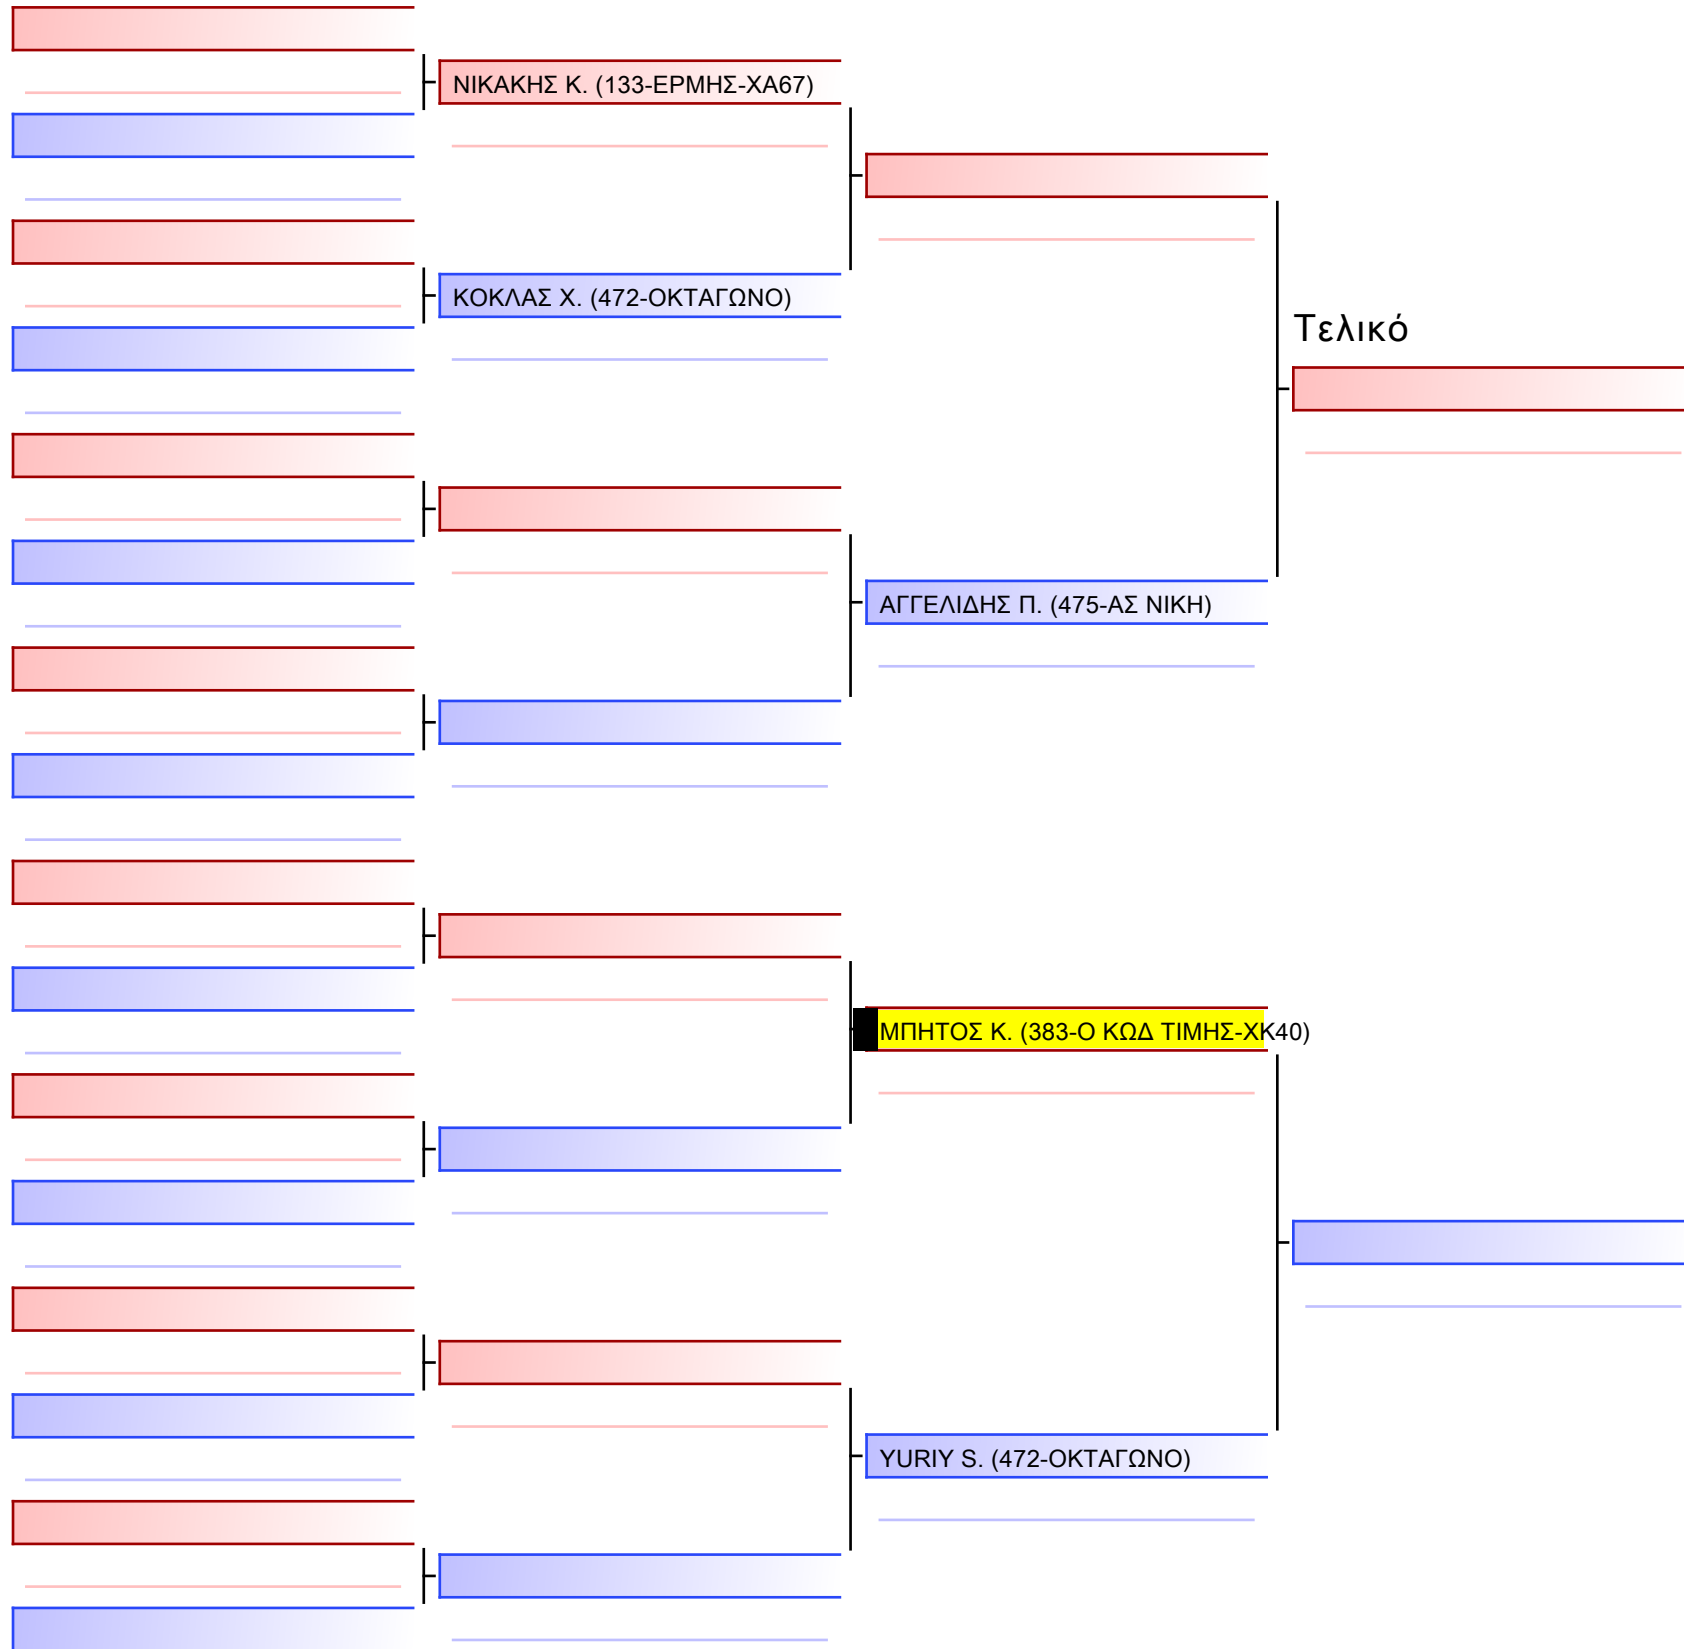 ΝΙΚΑΚΗΣ Κ. (133-ΕΡΜΗΣ-ΧΑ67)
ΚΟΚΛΑΣ Χ. (472-ΟΚΤΑΓΩΝΟ)
Τελικό
ΑΓΓΕΛΙΔΗΣ Π. (475-ΑΣ ΝΙΚΗ)
ΜΠΗΤΟΣ Κ. (383-Ο ΚΩΔ ΤΙΜΗΣ-ΧΚ40)
YURIY S. (472-ΟΚΤΑΓΩΝΟ)